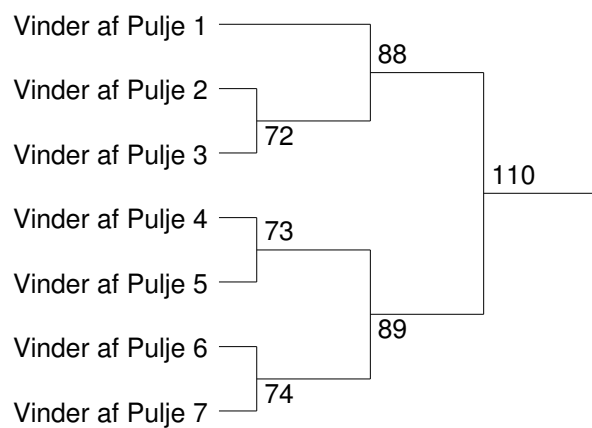 Vinder af Pulje 1
88
Vinder af Pulje 2
72
Vinder af Pulje 3
110
Vinder af Pulje 4
73
Vinder af Pulje 5
89
Vinder af Pulje 6
74
Vinder af Pulje 7